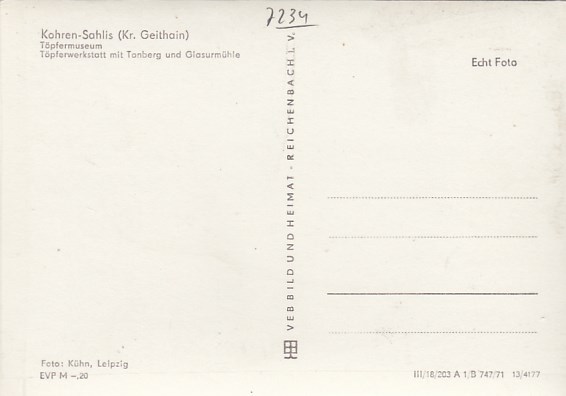 7234
Kohren-Sahlis (Kr. Geithain)
Töpfermuseum
Töpferwerkstatt mit Tonberg und Glasurmühle
Echt Foto
VEB BILD UND HEIMAT · REICHENBACH i. V.
Foto: Kühn, Leipzig
EVP M –,20
III/18/203 A 1/B 747/71 13/4177